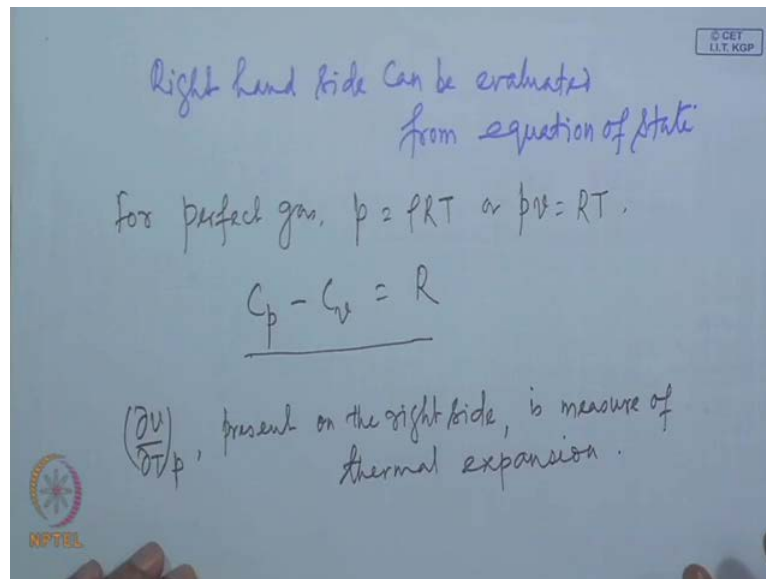 © CET
I.I.T. KGP
Right hand side can be evaluated
from equation of state
for perfect gas, p = ρRT or pv = RT.
Cp - Cv = R
(∂v/∂T)p, present on the right side, is measure of
thermal expansion.
NPTEL